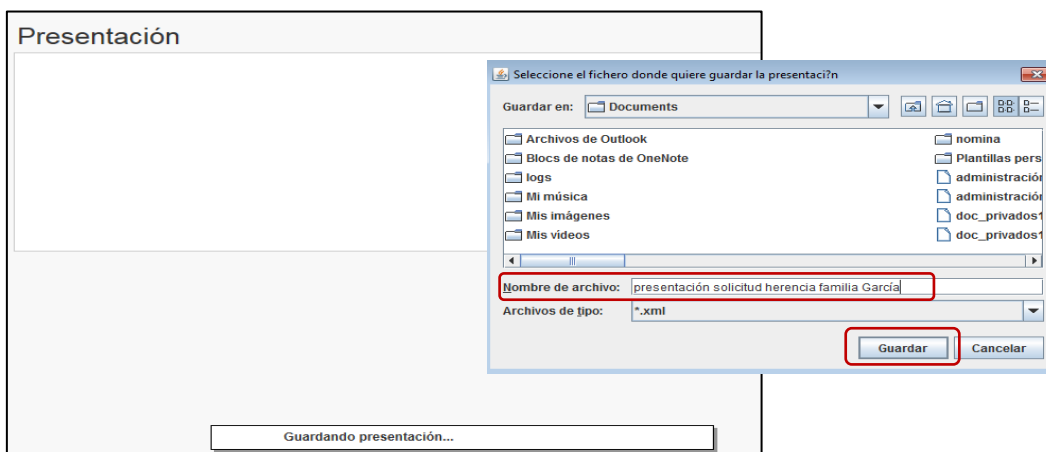 Presentación
Seleccione el fichero donde quiere guardar la presentaci?n
Guardar en: Documents
Archivos de Outlook
Blocs de notas de OneNote
logs
Mi música
Mis imágenes
Mis vídeos
nomina
Plantillas pers
administración
administración
doc_privados1
doc_privados1
Nombre de archivo: presentación solicitud herencia familia García
Archivos de tipo: *.xml
Guardar Cancelar
Guardando presentación...